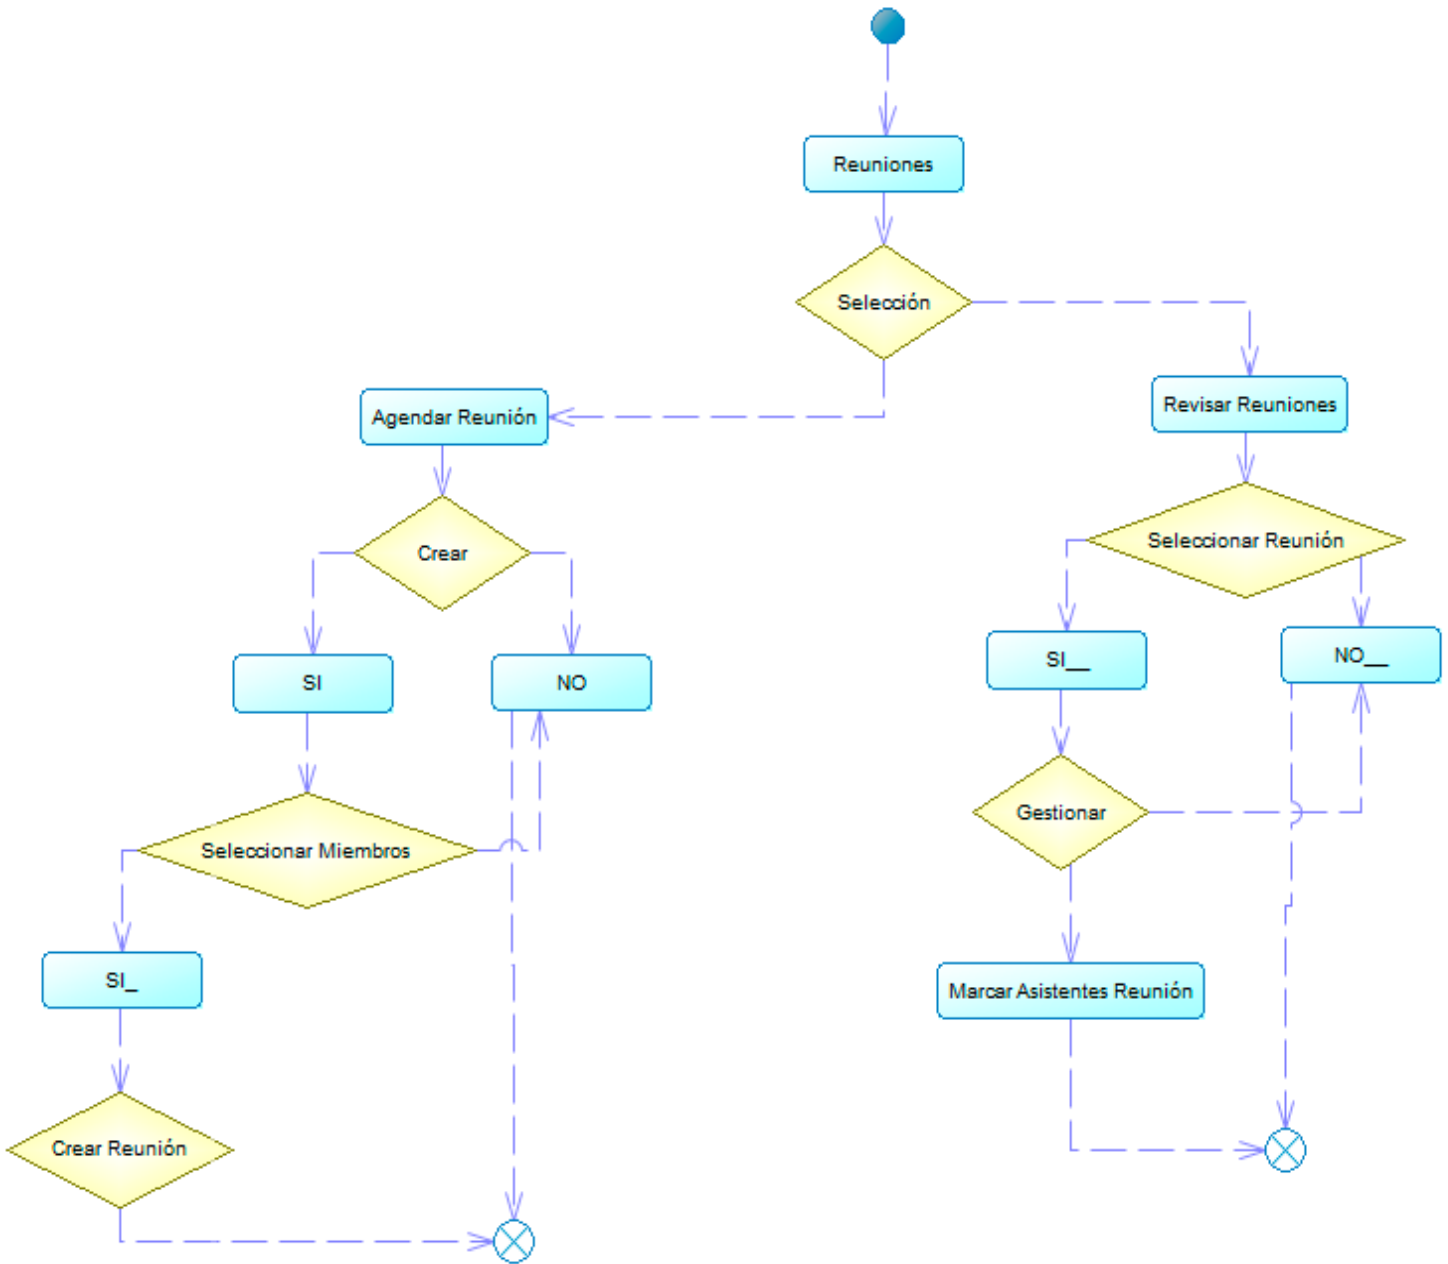 Reuniones
Selección
Agendar Reunión
Revisar Reuniones
Crear
Seleccionar Reunión
SI
NO
SI__
NO__
Gestionar
Seleccionar Miembros
SI_
Marcar Asistentes Reunión
Crear Reunión